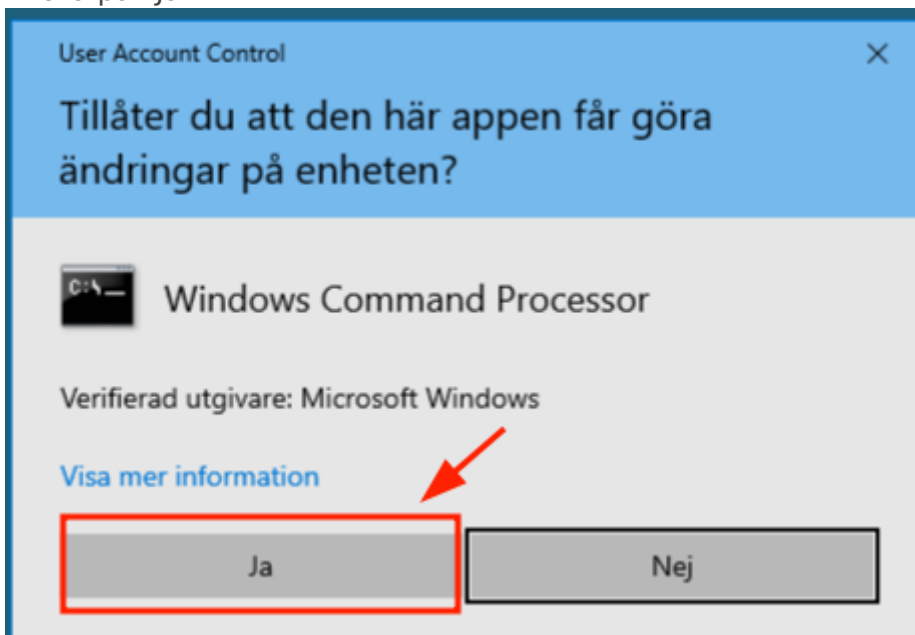 User Account Control
Tillåter du att den här appen får göra
ändringar på enheten?
C:\
Windows Command Processor
Verifierad utgivare: Microsoft Windows
Visa mer information
Ja
Nej